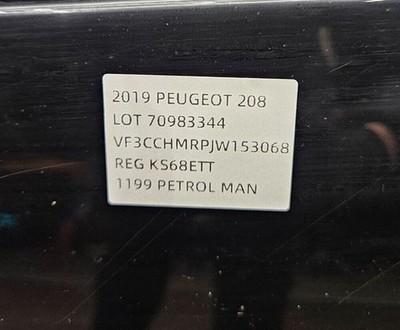 2019 PEUGEOT 208
LOT 70983344
VF3CCHMRPJW153068
REG KS68ETT
1199 PETROL MAN